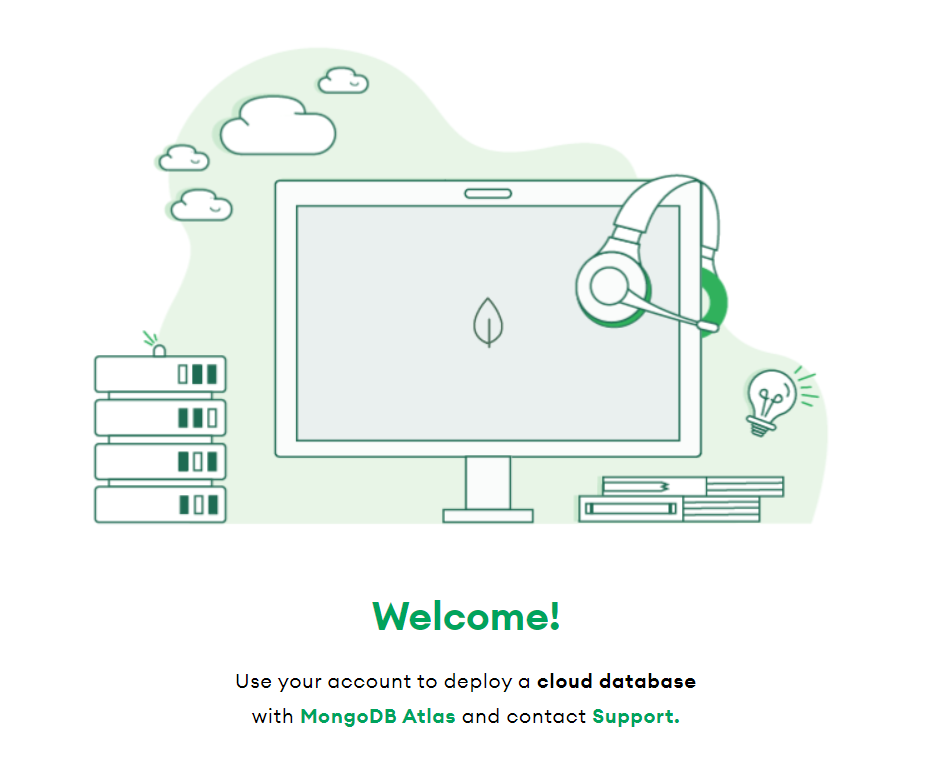 Welcome!
Use your account to deploy a cloud database
with MongoDB Atlas and contact Support.